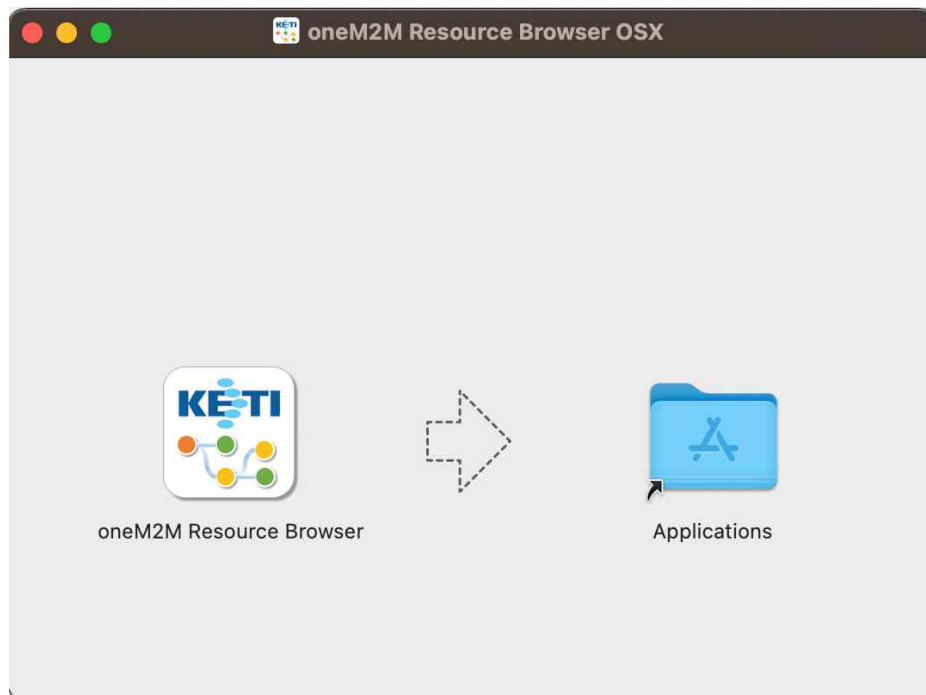 oneM2M Resource Browser OSX
KETI
oneM2M Resource Browser
Applications